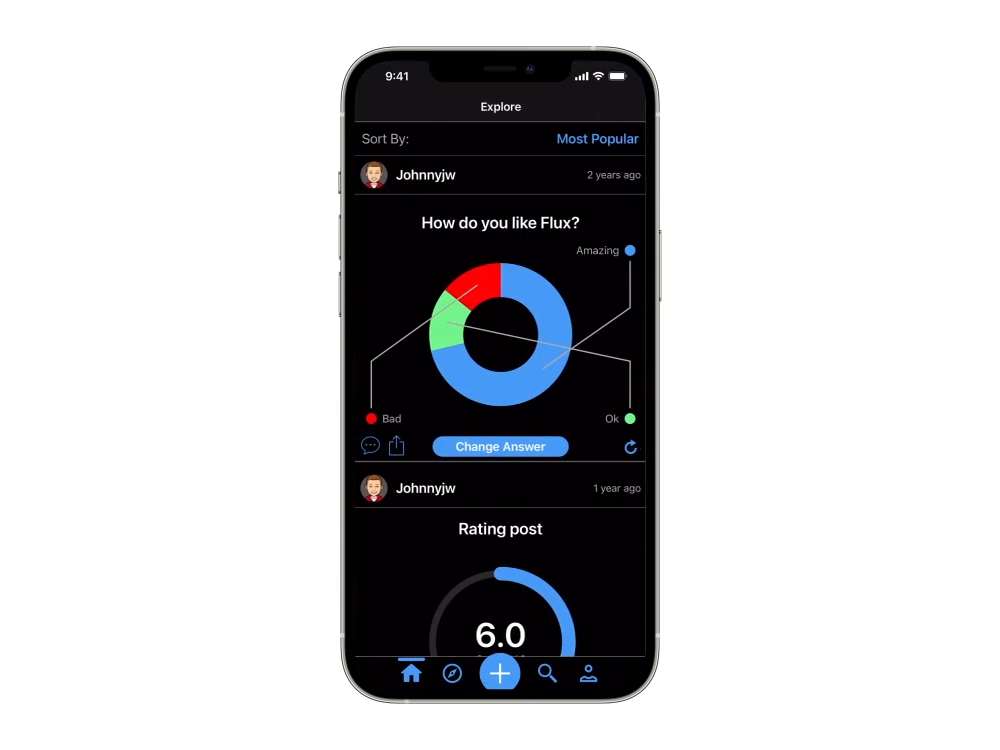 9:41
Explore
Sort By: Most Popular
Johnnyjw 2 years ago
How do you like Flux?
Amazing
Bad Ok
Change Answer
Johnnyjw 1 year ago
Rating post
6.0